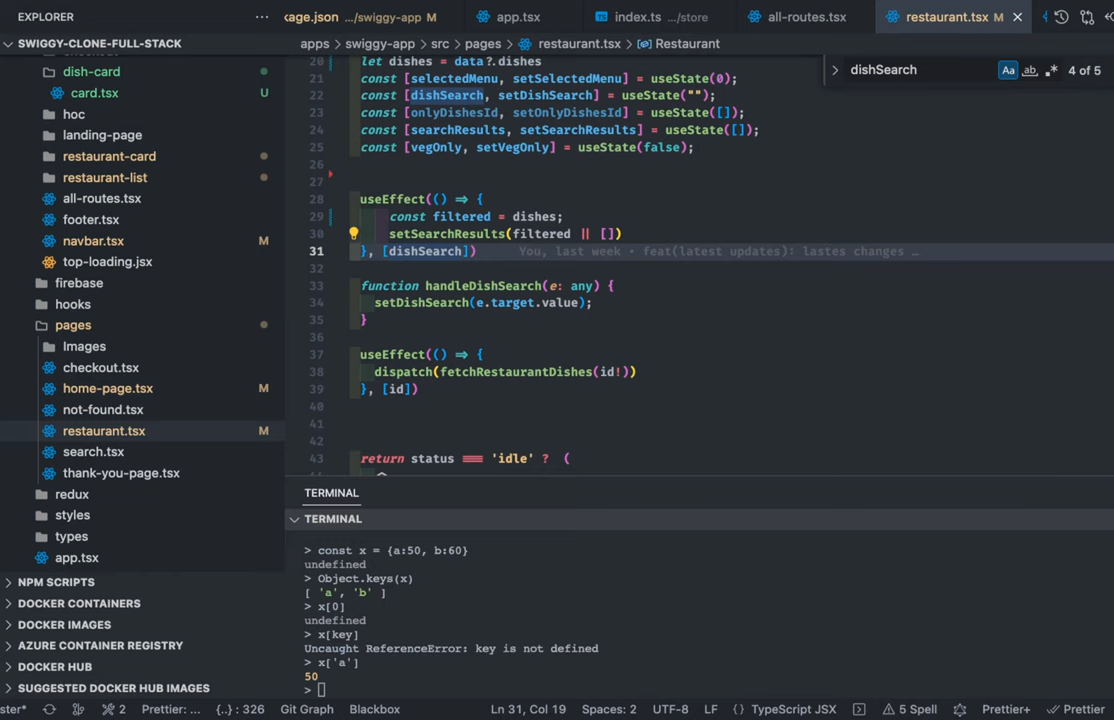 EXPLORER
SWIGGY-CLONE-FULL-STACK
dish-card
card.tsx U
hoc
landing-page
restaurant-card
restaurant-list
all-routes.tsx
footer.tsx
navbar.tsx M
top-loading.jsx
firebase
hooks
pages
Images
checkout.tsx
home-page.tsx M
not-found.tsx
restaurant.tsx M
search.tsx
thank-you-page.tsx
redux
styles
types
app.tsx
NPM SCRIPTS
DOCKER CONTAINERS
DOCKER IMAGES
AZURE CONTAINER REGISTRY
DOCKER HUB
SUGGESTED DOCKER HUB IMAGES
kage.json .../swiggy-app M
app.tsx
index.ts .../store
all-routes.tsx
restaurant.tsx M
apps > swiggy-app > src > pages > restaurant.tsx > Restaurant
dishSearch Aa ab 4 of 5
20 let dishes = data?.dishes
21 const [selectedMenu, setSelectedMenu] = useState(0);
22 const [dishSearch, setDishSearch] = useState("");
23 const [onlyDishesId, setOnlyDishesId] = useState([]);
24 const [searchResults, setSearchResults] = useState([]);
25 const [vegOnly, setVegOnly] = useState(false);
26
27
28 useEffect(() => {
29 const filtered = dishes;
30 setSearchResults(filtered || [])
31 }, [dishSearch]) You, last week • feat(latest updates): lastes changes …
32
33 function handleDishSearch(e: any) {
34 setDishSearch(e.target.value);
35 }
36
37 useEffect(() => {
38 dispatch(fetchRestaurantDishes(id!))
39 }, [id])
40
41
42
43 return status === 'idle' ? (
TERMINAL
TERMINAL
> const x = {a:50, b:60}
undefined
> Object.keys(x)
[ 'a', 'b' ]
> x[0]
undefined
> x[key]
Uncaught ReferenceError: key is not defined
> x['a']
50
>
ster* 2 Prettier: ... {..} : 326 Git Graph Blackbox Ln 31, Col 19 Spaces: 2 UTF-8 LF {} TypeScript JSX 5 Spell Prettier+ Prettier